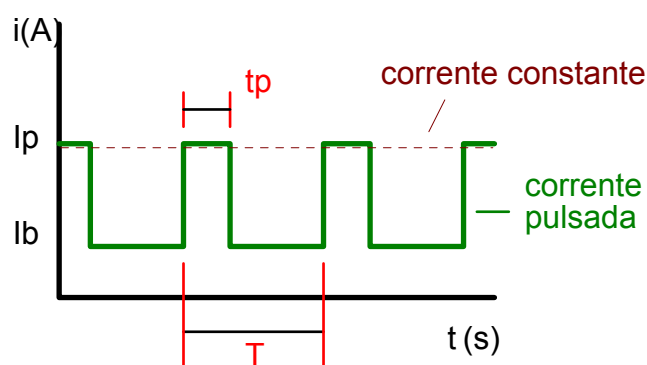 i(A)
tp
corrente constante
Ip
corrente
pulsada
Ib
t (s)
T